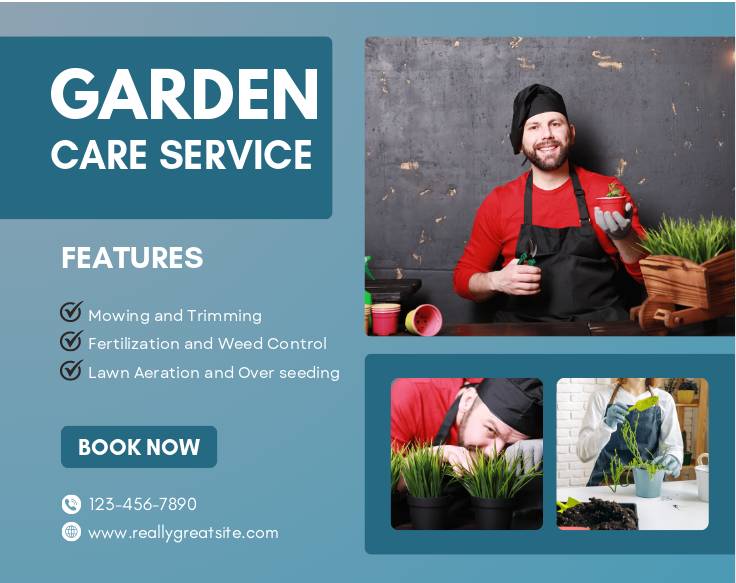 GARDEN
CARE SERVICE
FEATURES
Mowing and Trimming
Fertilization and Weed Control
Lawn Aeration and Over seeding
BOOK NOW
123-456-7890
www.reallygreatsite.com